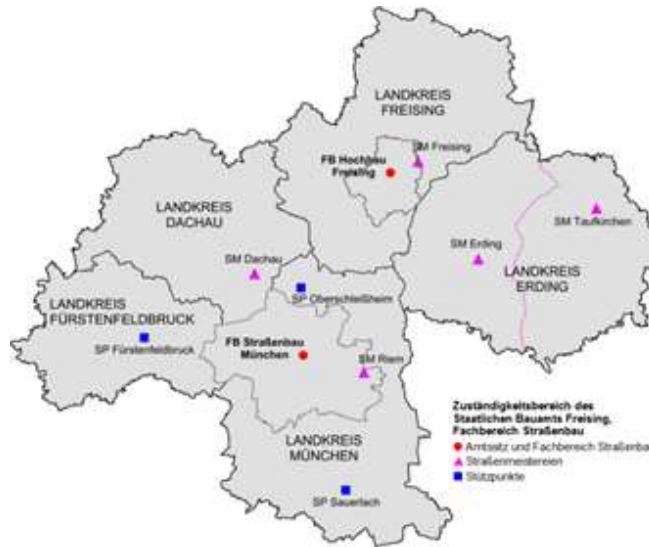 LANDKREIS
FREISING
SM Freising
FB Hochbau
Freising
LANDKREIS
DACHAU
SM Taufkirchen
SM Erding
SM Dachau
LANDKREIS
ERDING
LANDKREIS
FÜRSTENFELDBRUCK
SP Oberschleißheim
SP Fürstenfeldbruck
FB Straßenbau
München
SM Riem
LANDKREIS
MÜNCHEN
SP Sauerlach
Zuständigkeitsbereich des
Staatlichen Bauamts Freising,
Fachbereich Straßenbau
Amtssitz und Fachbereich Straßenba
Straßenmeistereien
Stützpunkte